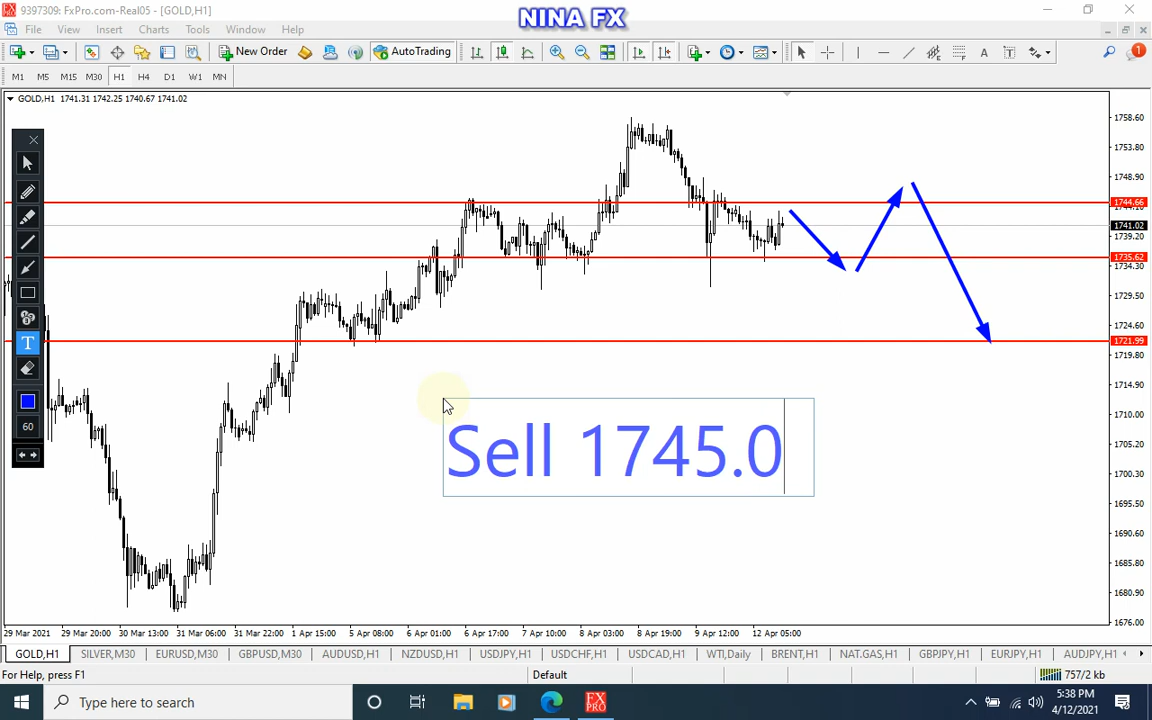 9397309: FxPro.com-Real05 - [GOLD,H1]
NINA FX
File View Insert Charts Tools Window Help
New Order AutoTrading
M1 M5 M15 M30 H1 H4 D1 W1 MN
GOLD,H1 1741.31 1742.25 1740.67 1741.02
1758.60
1753.80
1748.90
1744.66
1741.02
1739.20
1735.62
1734.30
1729.50
1724.60
1721.99
1719.80
1714.90
1710.00
1705.20
1700.30
1695.50
1690.60
1685.80
1680.90
1676.00
T
60
Sell 1745.0
29 Mar 2021 29 Mar 20:00 30 Mar 13:00 31 Mar 06:00 31 Mar 22:00 1 Apr 15:00 5 Apr 08:00 6 Apr 01:00 6 Apr 17:00 7 Apr 10:00 8 Apr 03:00 8 Apr 19:00 9 Apr 12:00 12 Apr 05:00
GOLD,H1 SILVER,M30 EURUSD,M30 GBPUSD,M30 AUDUSD,H1 NZDUSD,H1 USDJPY,H1 USDCHF,H1 USDCAD,H1 WTI,Daily BRENT,H1 NAT.GAS,H1 GBPJPY,H1 EURJPY,H1 AUDJPY,H1
For Help, press F1 Default 757/2 kb
Type here to search FX PRO 5:38 PM
4/12/2021